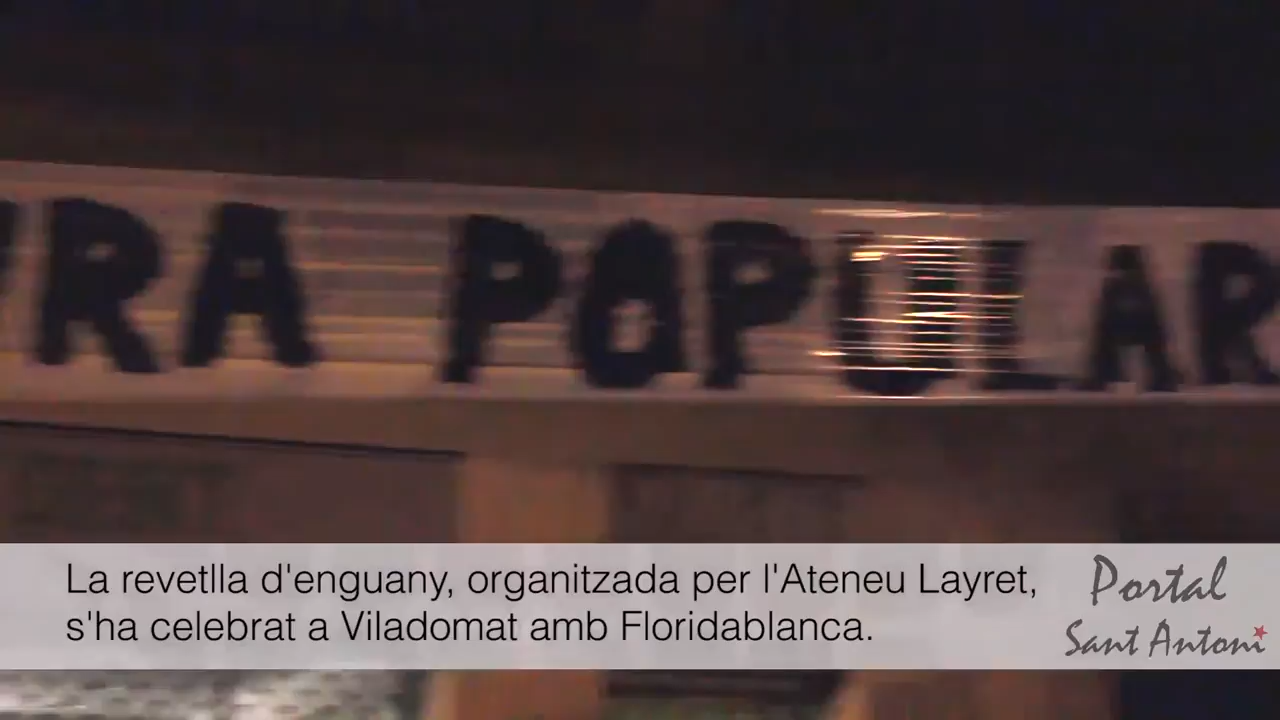 RA POPULAR
La revetlla d'enguany, organitzada per l'Ateneu Layret,
s'ha celebrat a Viladomat amb Floridablanca.
Portal
Sant Antoni